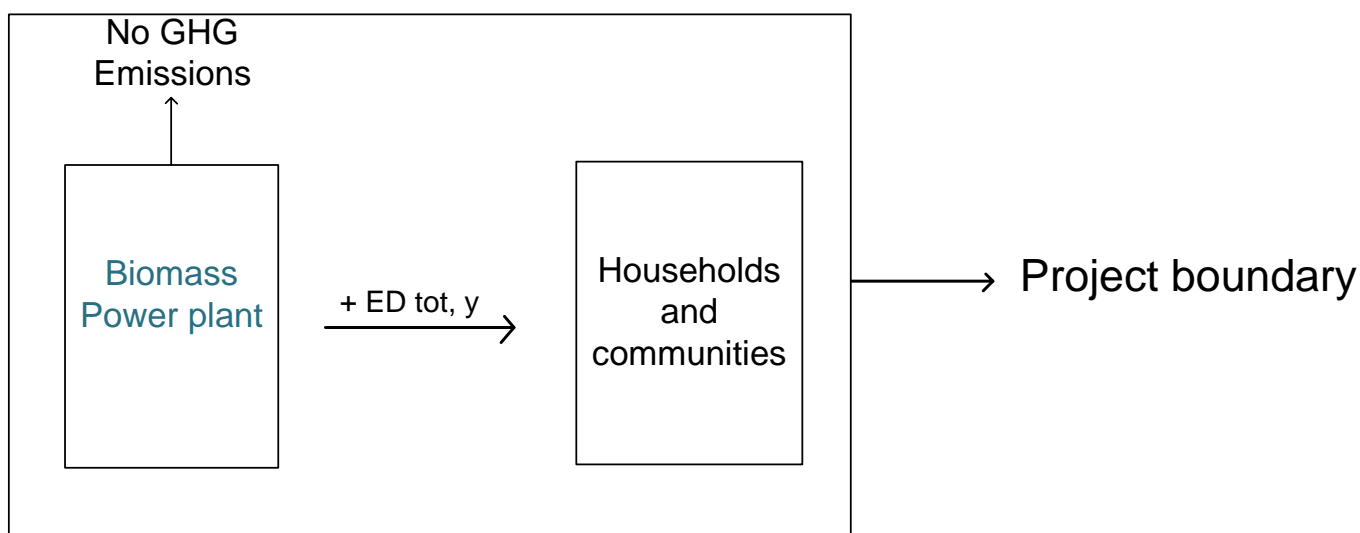 No GHG
Emissions
Biomass
Power plant
+ ED tot, y
Households
and
communities
Project boundary